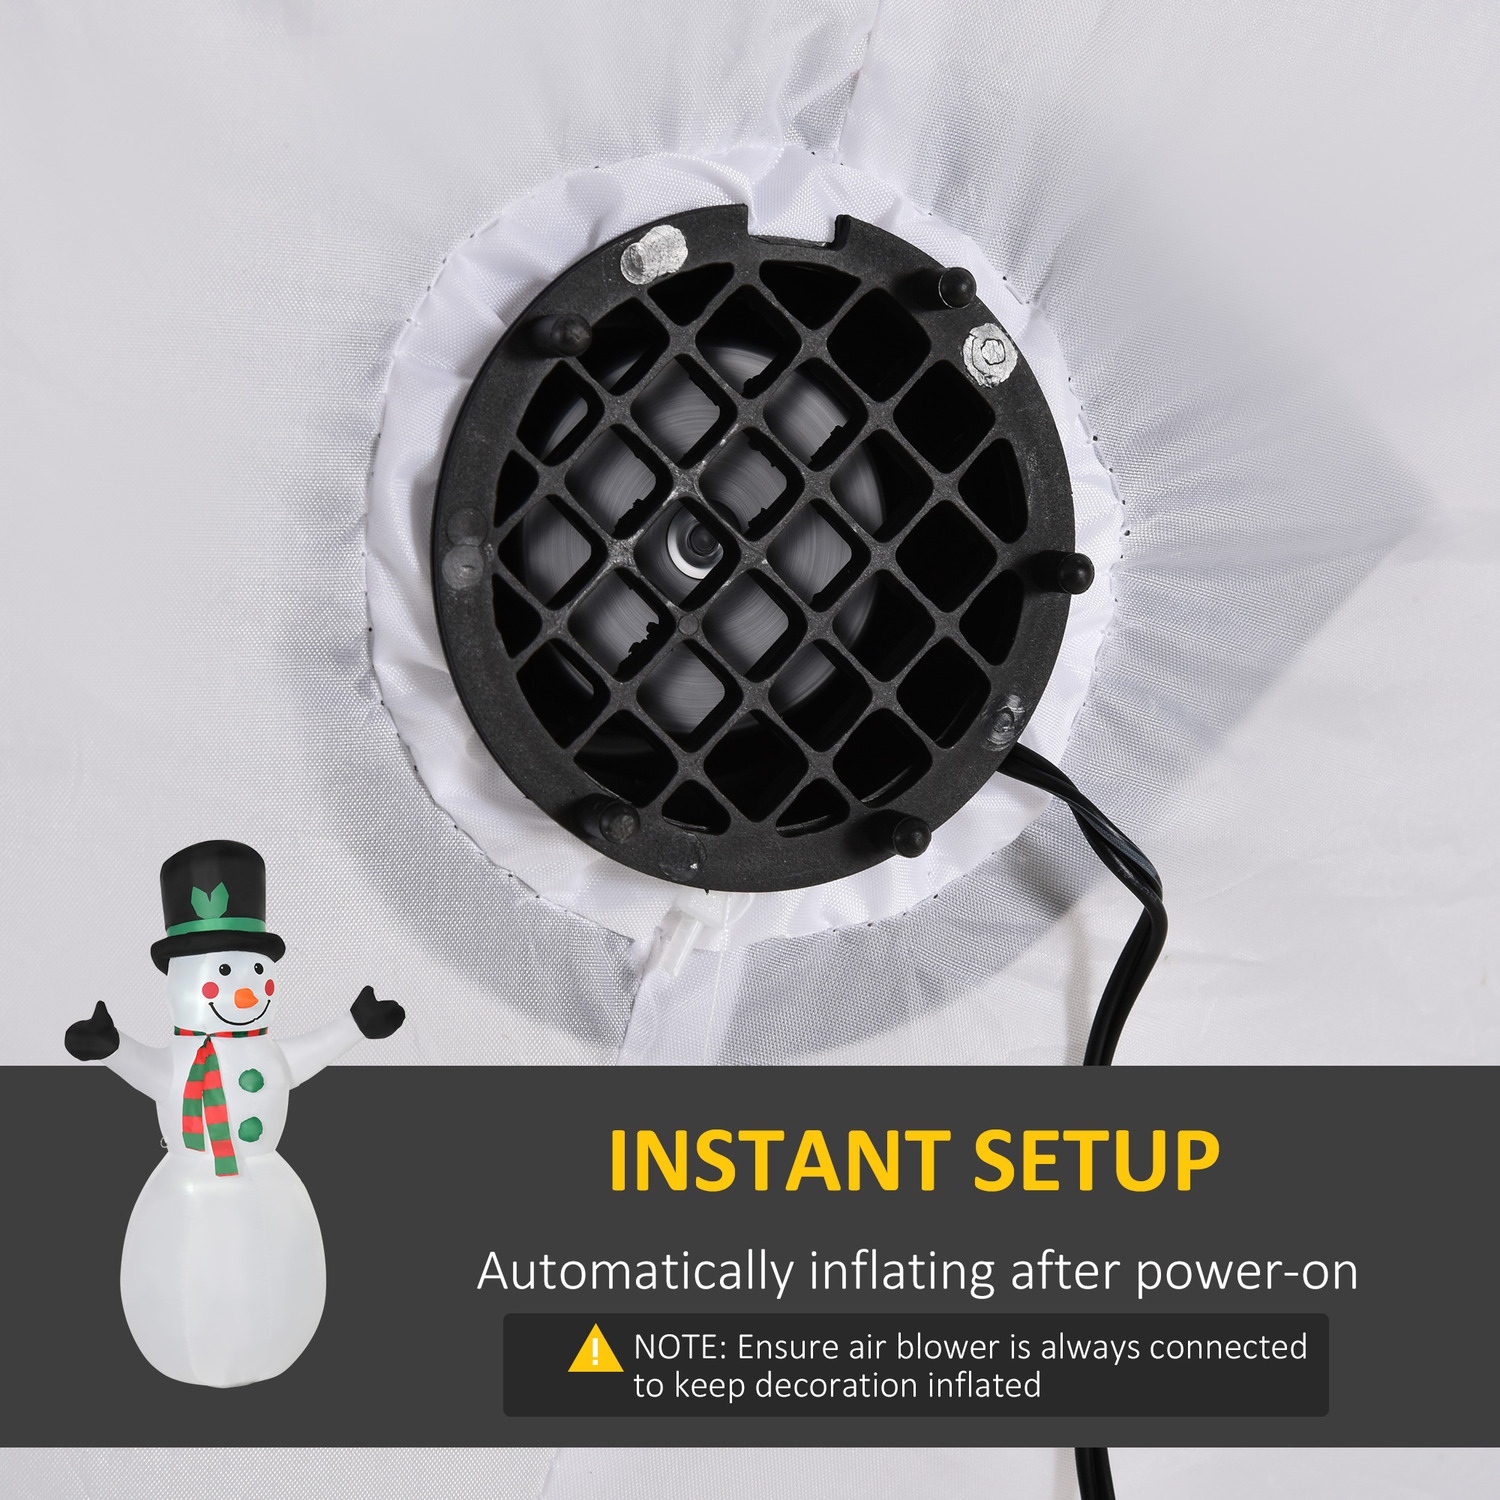 INSTANT SETUP
Automatically inflating after power-on
NOTE: Ensure air blower is always connected
to keep decoration inflated